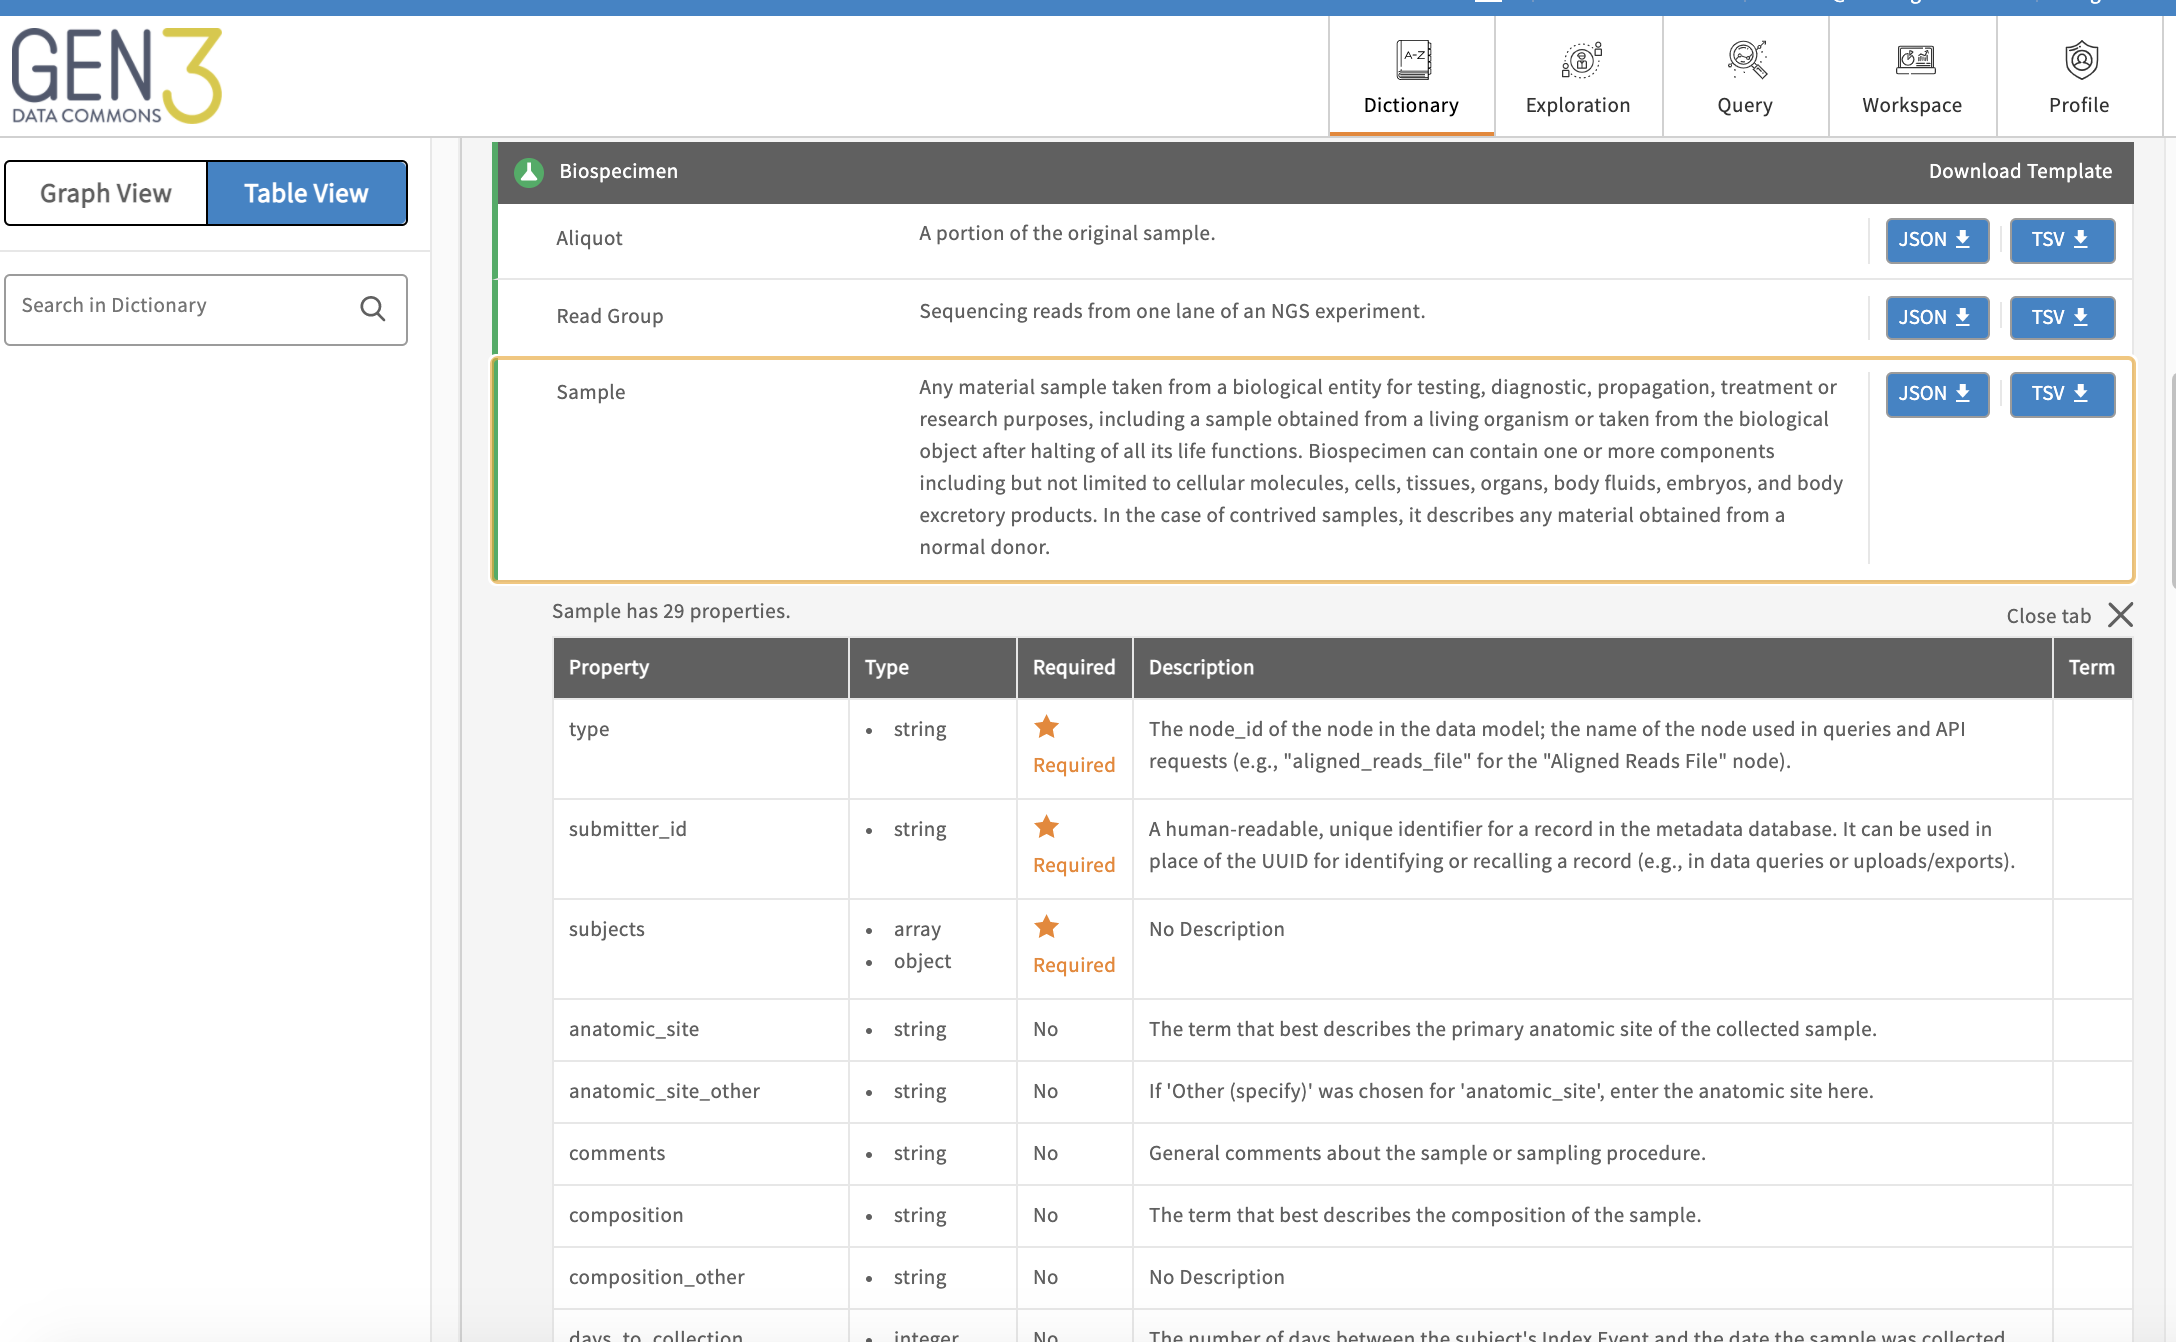 GEN3
DATA COMMONS
A-Z
Dictionary
Exploration
Query
Workspace
Profile
Graph View
Table View
Search in Dictionary
Biospecimen
Download Template
Aliquot
A portion of the original sample.
JSON
TSV
Read Group
Sequencing reads from one lane of an NGS experiment.
JSON
TSV
Sample
Any material sample taken from a biological entity for testing, diagnostic, propagation, treatment or
research purposes, including a sample obtained from a living organism or taken from the biological
object after halting of all its life functions. Biospecimen can contain one or more components
including but not limited to cellular molecules, cells, tissues, organs, body fluids, embryos, and body
excretory products. In the case of contrived samples, it describes any material obtained from a
normal donor.
JSON
TSV
Sample has 29 properties.
Close tab
Property
Type
Required
Description
Term
type
• string
Required
The node_id of the node in the data model; the name of the node used in queries and API
requests (e.g., "aligned_reads_file" for the "Aligned Reads File" node).
submitter_id
• string
Required
A human-readable, unique identifier for a record in the metadata database. It can be used in
place of the UUID for identifying or recalling a record (e.g., in data queries or uploads/exports).
subjects
• array
• object
Required
No Description
anatomic_site
• string
No
The term that best describes the primary anatomic site of the collected sample.
anatomic_site_other
• string
No
If 'Other (specify)' was chosen for 'anatomic_site', enter the anatomic site here.
comments
• string
No
General comments about the sample or sampling procedure.
composition
• string
No
The term that best describes the composition of the sample.
composition_other
• string
No
No Description
days_to_collection
• integer
No
The number of days between the subject's Index Event and the date the sample was collected